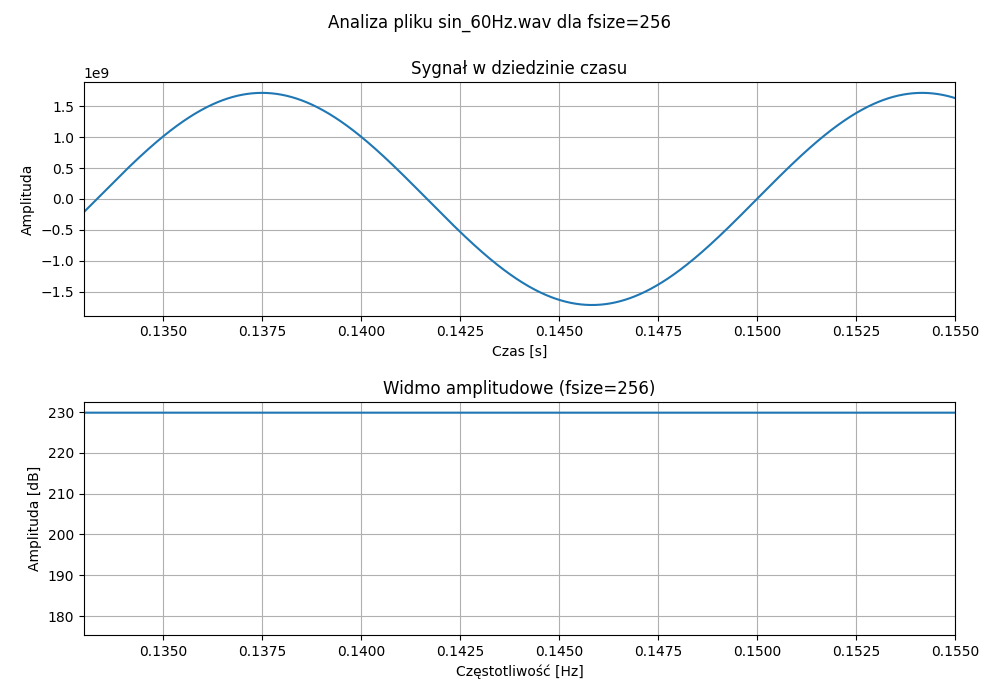 Analiza pliku sin_60Hz.wav dla fsize=256
Sygnał w dziedzinie czasu
1e9
1.5
1.0
0.5
0.0
−0.5
−1.0
−1.5
Amplituda
0.1350 0.1375 0.1400 0.1425 0.1450 0.1475 0.1500 0.1525 0.1550
Czas [s]
Widmo amplitudowe (fsize=256)
230
220
210
200
190
180
Amplituda [dB]
0.1350 0.1375 0.1400 0.1425 0.1450 0.1475 0.1500 0.1525 0.1550
Częstotliwość [Hz]